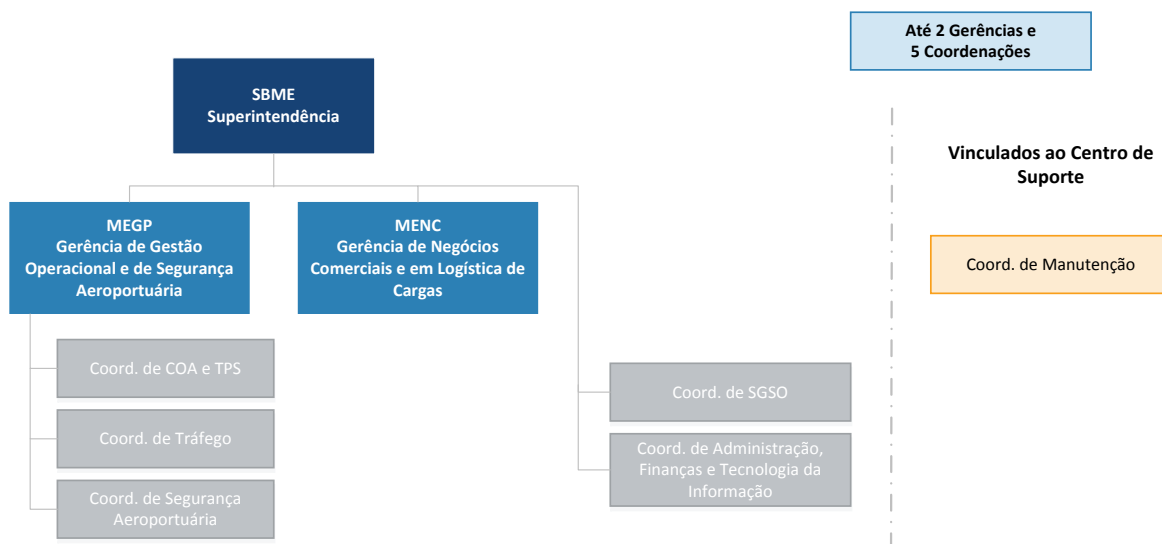 Até 2 Gerências e
5 Coordenações
SBME
Superintendência
Vinculados ao Centro de
Suporte
MEGP
Gerência de Gestão
Operacional e de Segurança
Aeroportuária
MENC
Gerência de Negócios
Comerciais e em Logística de
Cargas
Coord. de Manutenção
Coord. de COA e TPS
Coord. de Tráfego
Coord. de Segurança
Aeroportuária
Coord. de SGSO
Coord. de Administração,
Finanças e Tecnologia da
Informação